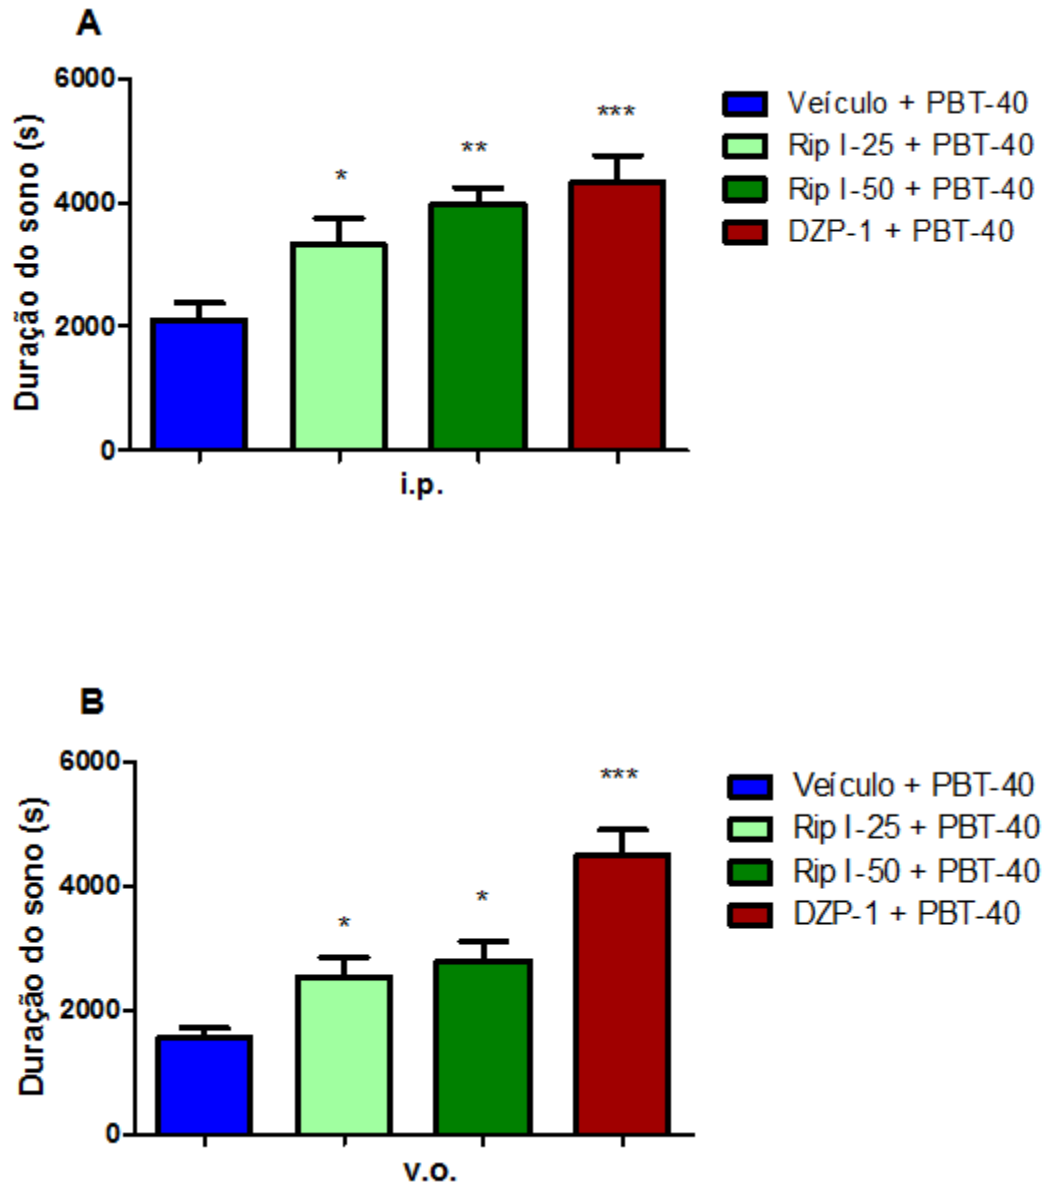 A
6000
4000
2000
0
Duração do sono (s)
*
**
***
i.p.
Veículo + PBT-40
Rip I-25 + PBT-40
Rip I-50 + PBT-40
DZP-1 + PBT-40
B
6000
4000
2000
0
Duração do sono (s)
*
*
***
v.o.
Veículo + PBT-40
Rip I-25 + PBT-40
Rip I-50 + PBT-40
DZP-1 + PBT-40